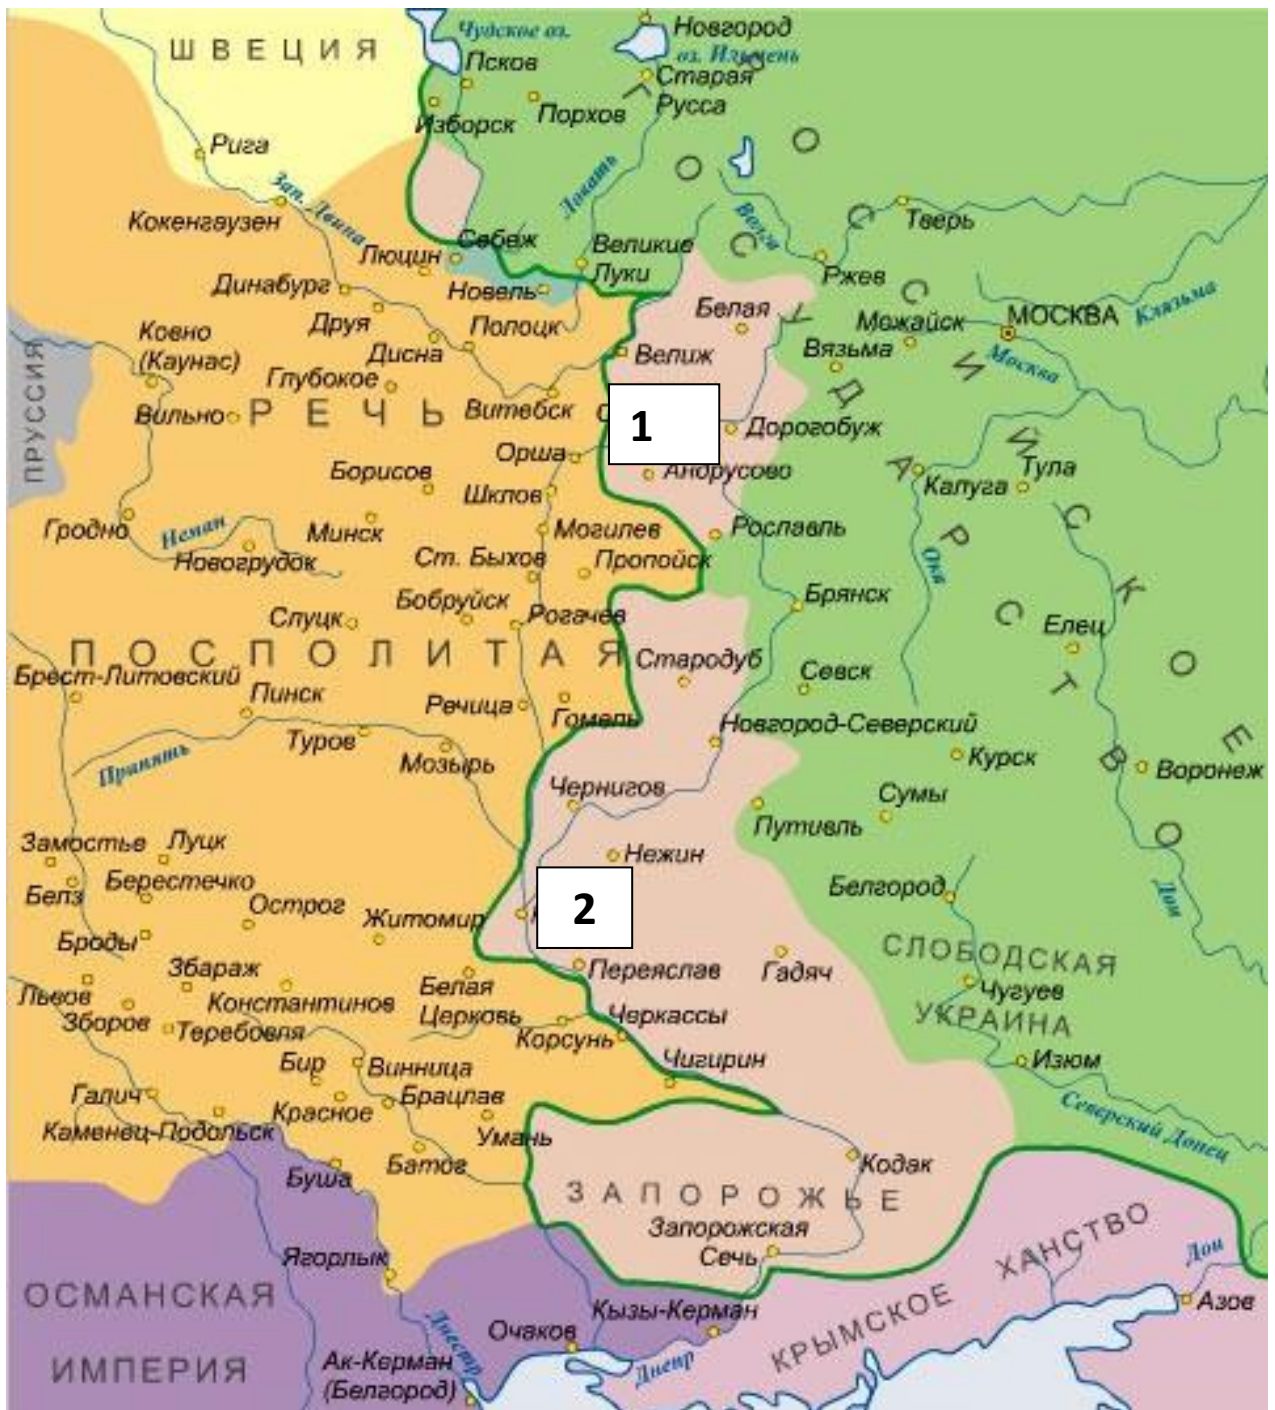 ШВЕЦИЯ
Чудское оз.
Новгород
оз. Ильмень
Псков
Старая
Русса
Порхов
Изборск
Рига
Зап. Двина
Ловать
Кокенгаузен
Волга
Тверь
Себеж
Великие
Луки
Люцин
Ржев
Динабург
Новель
Клязьма
Белая
Друя
Полоцк
Можайск
МОСКВА
Ковно
(Каунас)
Дисна
Велиж
Вязьма
Москва
Глубокое
ПРУССИЯ
Вильно
РЕЧЬ
Витебск
С
1
Дорогобуж
Орша
Андрусово
Борисов
Шклов
Калуга
Тула
Гродно
Неман
Минск
Могилев
Рославль
Новогрудок
Ст. Быхов
Пропойск
Ока
Бобруйск
Брянск
Слуцк
Рогачев
Елец
ПОСПОЛИТАЯ
Стародуб
Севск
Брест-Литовский
Пинск
Речица
Гомель
Новгород-Северский
Туров
Мозырь
Курск
Воронеж
Припять
Чернигов
Сумы
Путивль
РОССИЙСКОЕ
ГОСУДАРСТВО
Замостье
Луцк
Нежин
Белз
Берестечко
Белгород
Дон
Острог
Житомир
К
2
Броды
СЛОБОДСКАЯ
УКРАИНА
Збараж
Переяслав
Гадяч
Львов
Константинов
Белая
Церковь
Чугуев
Зборов
Теребовля
Черкассы
Корсунь
Изюм
Бир
Винница
Чигирин
Галич
Красное
Брацлав
Северский Донец
Каменец-Подольск
Умань
Буша
Батог
Кодак
ЗАПОРОЖЬЕ
Запорожская
Сечь
Ягорлык
КРЫМСКОЕ ХАНСТВО
Дон
ОСМАНСКАЯ
ИМПЕРИЯ
Азов
Днестр
Очаков
Кызы-Керман
Днепр
Ак-Керман
(Белгород)